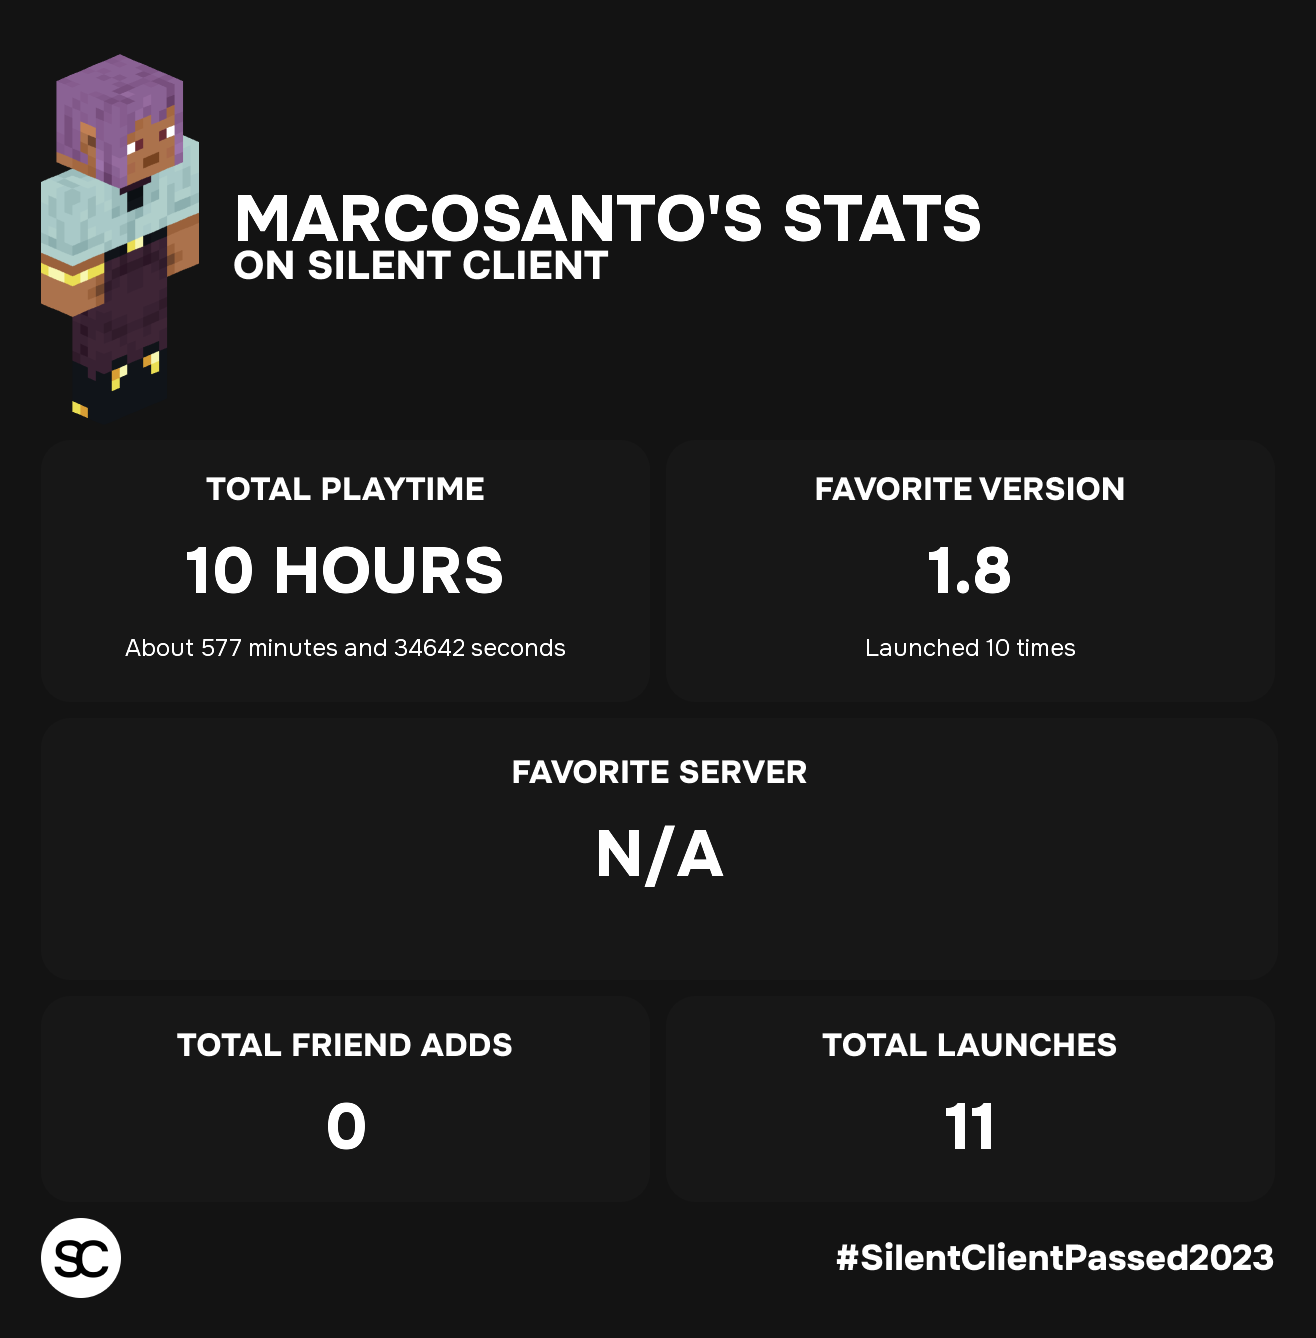 MARCOSANTO'S STATS
ON SILENT CLIENT
TOTAL PLAYTIME
10 HOURS
About 577 minutes and 34642 seconds
FAVORITE VERSION
1.8
Launched 10 times
FAVORITE SERVER
N/A
TOTAL FRIEND ADDS
0
TOTAL LAUNCHES
11
SC
#SilentClientPassed2023